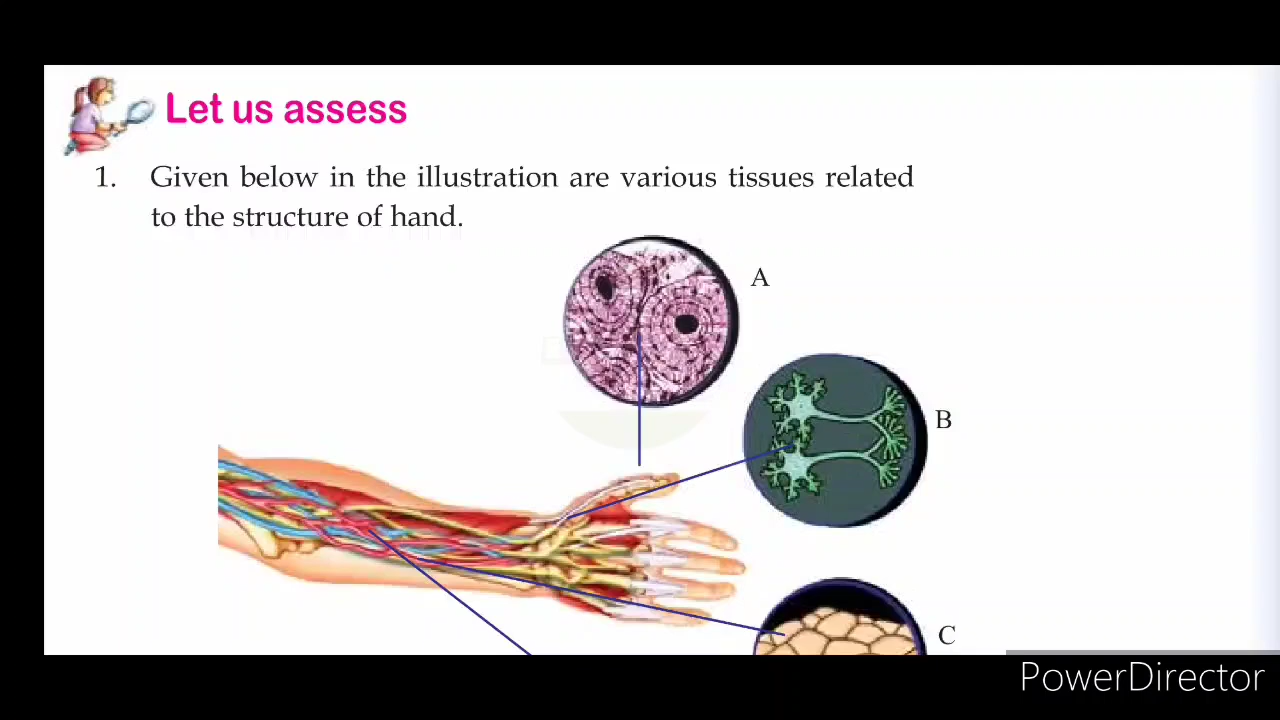 Let us assess
1. Given below in the illustration are various tissues related
to the structure of hand.
A
B
C
PowerDirector